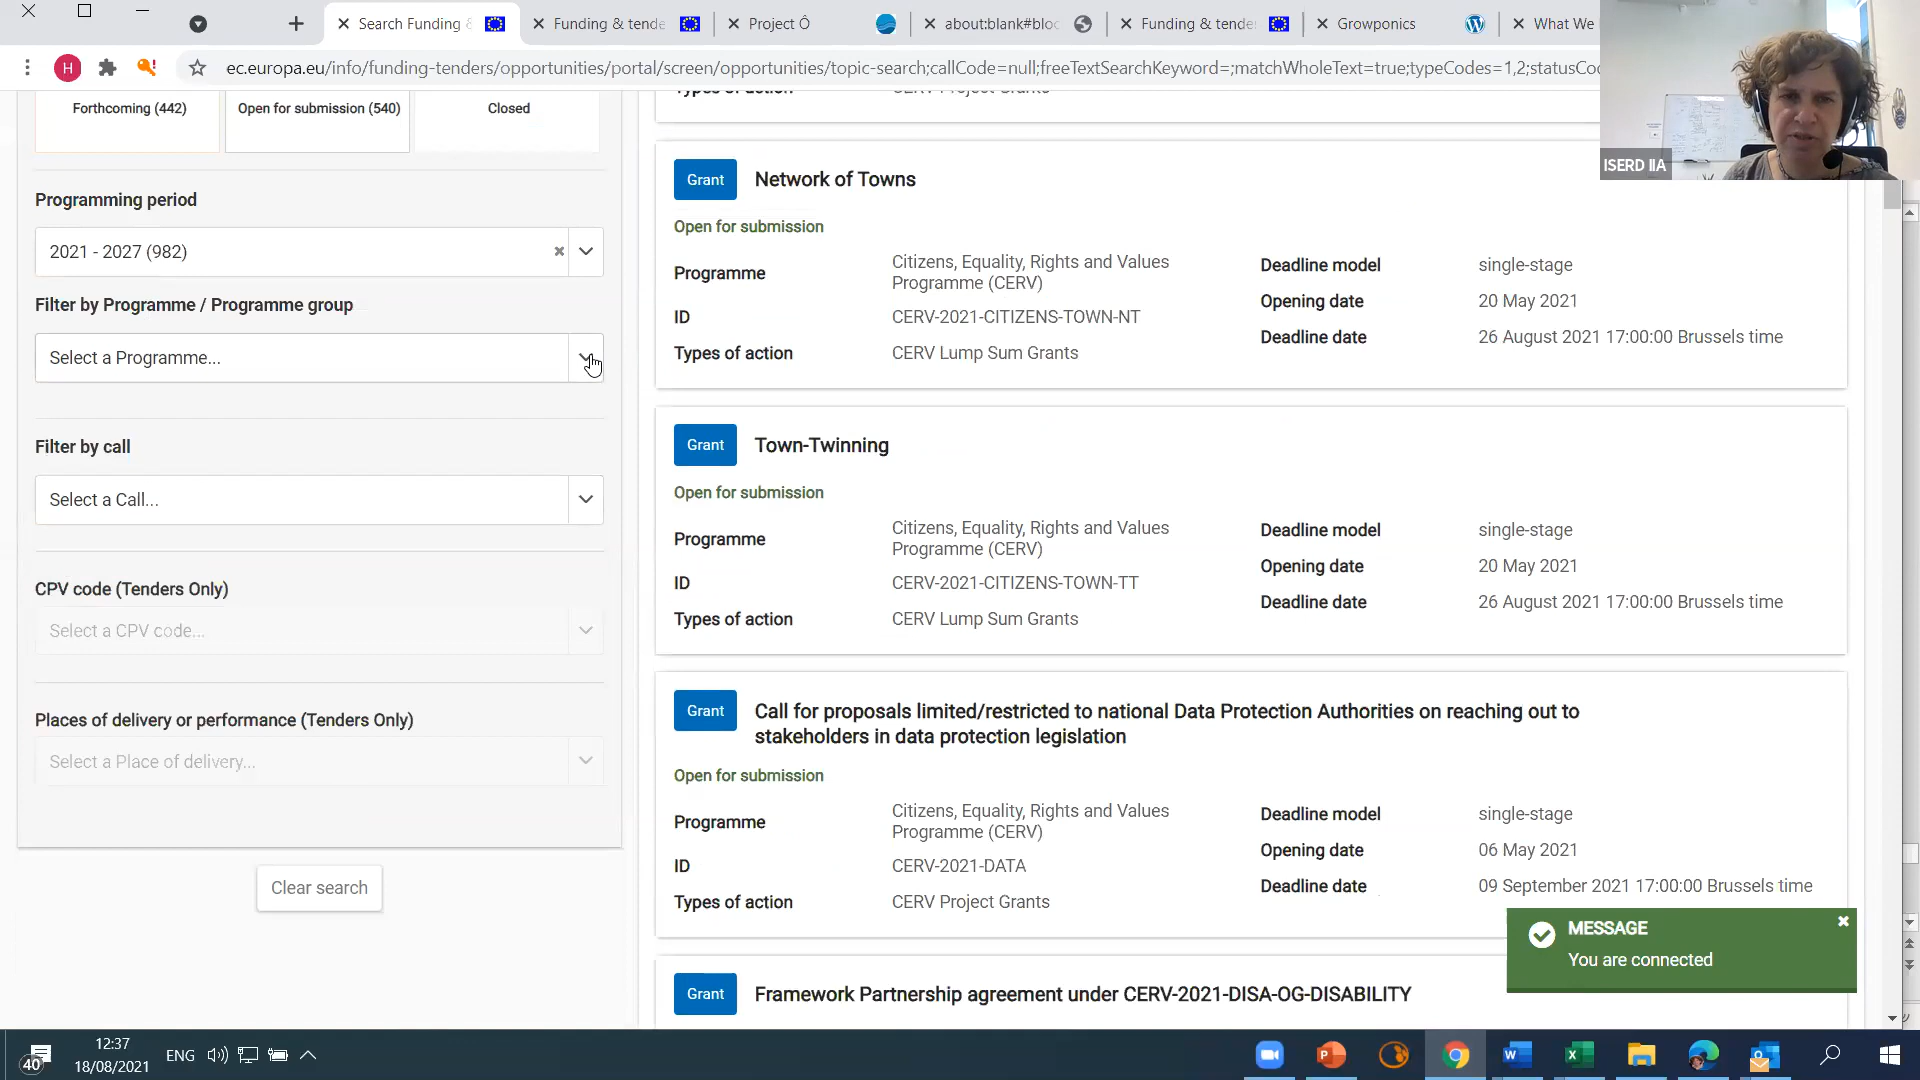 Search Funding &
Funding & tende
Project Ô
about:blank#bloc
Funding & tende
Growponics
What We
H
ec.europa.eu/info/funding-tenders/opportunities/portal/screen/opportunities/topic-search;callCode=null;freeTextSearchKeyword=;matchWholeText=true;typeCodes=1,2;statusCo
ISERD IIA
Forthcoming (442)
Open for submission (540)
Closed
Programming period
2021 - 2027 (982)
Filter by Programme / Programme group
Select a Programme...
Filter by call
Select a Call...
CPV code (Tenders Only)
Select a CPV code...
Places of delivery or performance (Tenders Only)
Select a Place of delivery...
Clear search
Types of action
CERV Project Grants
Grant
Network of Towns
Open for submission
Programme
Citizens, Equality, Rights and Values
Programme (CERV)
ID
CERV-2021-CITIZENS-TOWN-NT
Types of action
CERV Lump Sum Grants
Deadline model
single-stage
Opening date
20 May 2021
Deadline date
26 August 2021 17:00:00 Brussels time
Grant
Town-Twinning
Open for submission
Programme
Citizens, Equality, Rights and Values
Programme (CERV)
ID
CERV-2021-CITIZENS-TOWN-TT
Types of action
CERV Lump Sum Grants
Deadline model
single-stage
Opening date
20 May 2021
Deadline date
26 August 2021 17:00:00 Brussels time
Grant
Call for proposals limited/restricted to national Data Protection Authorities on reaching out to
stakeholders in data protection legislation
Open for submission
Programme
Citizens, Equality, Rights and Values
Programme (CERV)
ID
CERV-2021-DATA
Types of action
CERV Project Grants
Deadline model
single-stage
Opening date
06 May 2021
Deadline date
09 September 2021 17:00:00 Brussels time
Grant
Framework Partnership agreement under CERV-2021-DISA-OG-DISABILITY
MESSAGE
You are connected
40
12:37
18/08/2021
ENG